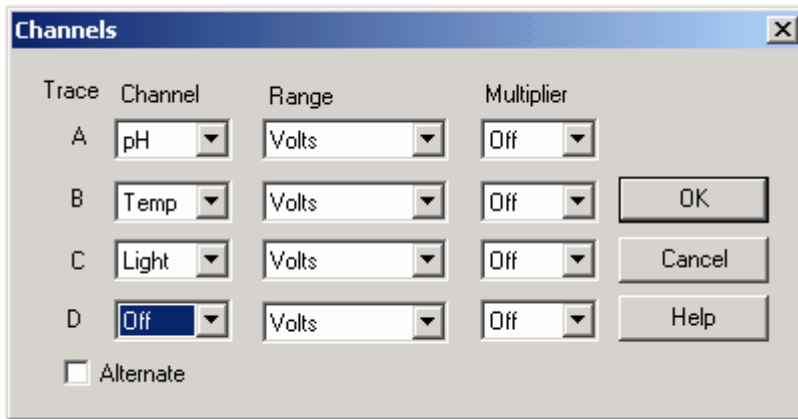 Channels
Trace Channel Range Multiplier
A pH Volts Off
B Temp Volts Off OK
C Light Volts Off Cancel
D Off Volts Off Help
Alternate